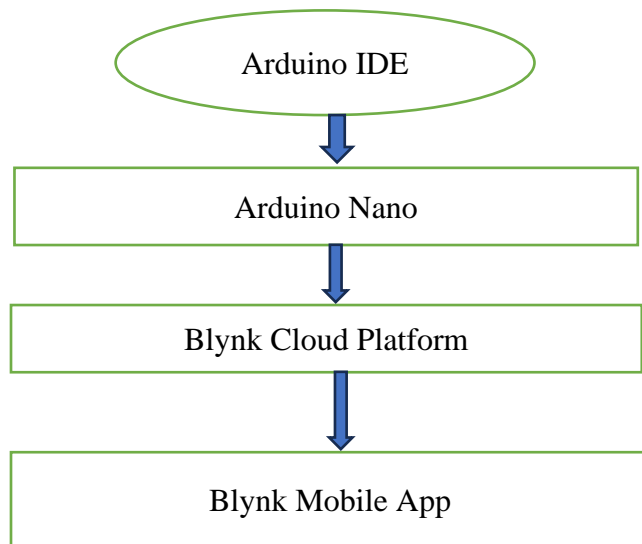 Arduino IDE
Arduino Nano
Blynk Cloud Platform
Blynk Mobile App